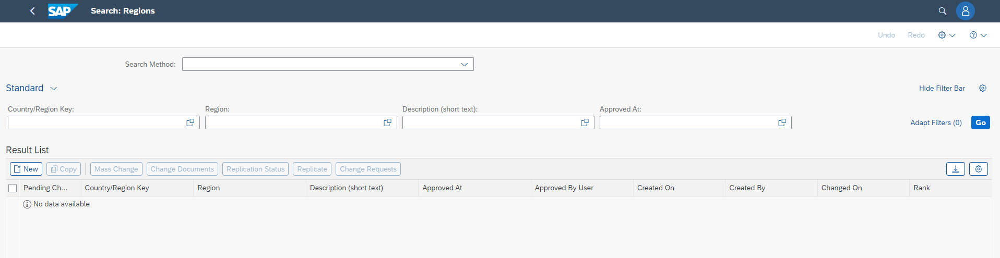 SAP Search: Regions
Undo Redo
Search Method:
Standard
Hide Filter Bar
Country/Region Key: Region: Description (short text): Approved At:
Adapt Filters (0) Go
Result List
New Copy Mass Change Change Documents Replication Status Replicate Change Requests
Pending Ch... Country/Region Key Region Description (short text) Approved At Approved By User Created On Created By Changed On Rank
No data available